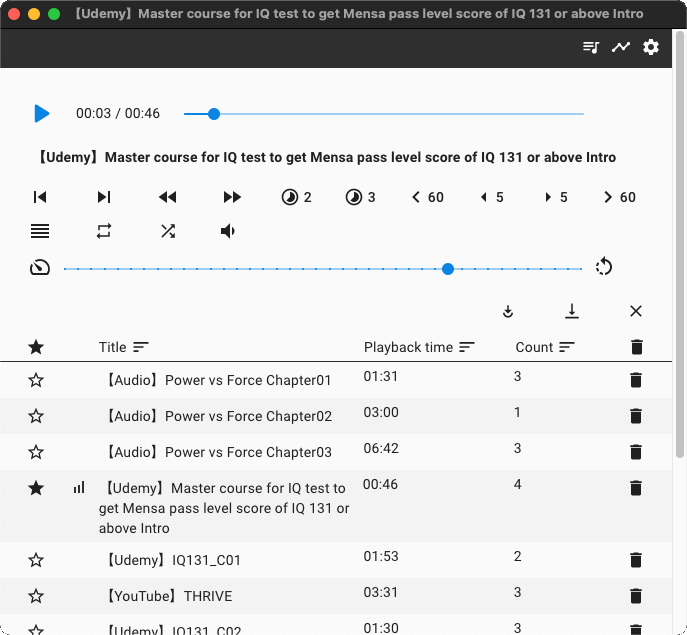 【Udemy】Master course for IQ test to get Mensa pass level score of IQ 131 or above Intro
00:03 / 00:46
【Udemy】Master course for IQ test to get Mensa pass level score of IQ 131 or above Intro
2 3 60 5 5 60
Title Playback time Count
【Audio】Power vs Force Chapter01 01:31 3
【Audio】Power vs Force Chapter02 03:00 1
【Audio】Power vs Force Chapter03 06:42 3
【Udemy】Master course for IQ test to 00:46 4
get Mensa pass level score of IQ 131 or
above Intro
【Udemy】IQ131_C01 01:53 2
【YouTube】THRIVE 03:31 3
【Udemy】IQ131_C02 01:30 3